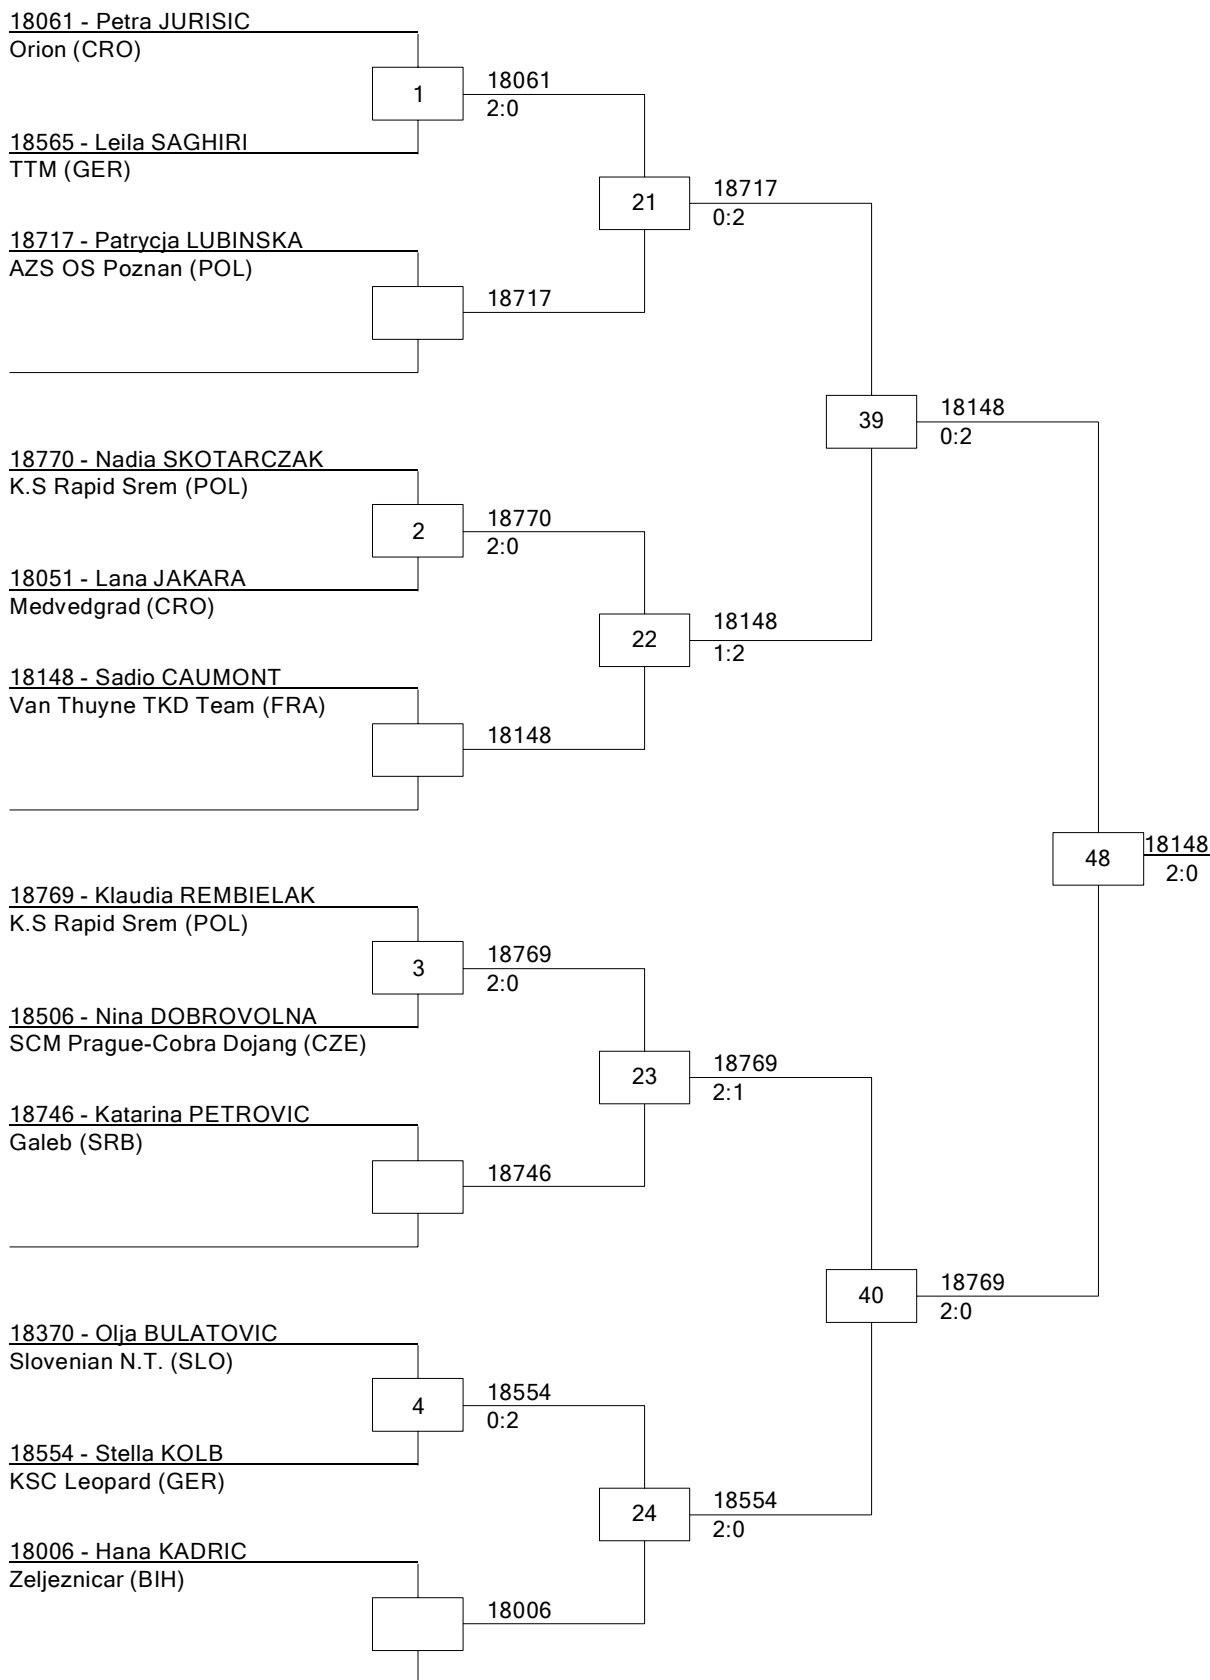 18061 - Petra JURISIC
Orion (CRO)
1
18061
2:0
18565 - Leila SAGHIRI
TTM (GER)
21
18717
0:2
18717 - Patrycja LUBINSKA
AZS OS Poznan (POL)
18717
39
18148
0:2
18770 - Nadia SKOTARCZAK
K.S Rapid Srem (POL)
2
18770
2:0
18051 - Lana JAKARA
Medvedgrad (CRO)
22
18148
1:2
18148 - Sadio CAUMONT
Van Thuyne TKD Team (FRA)
18148
48
18148
2:0
18769 - Klaudia REMBIELAK
K.S Rapid Srem (POL)
3
18769
2:0
18506 - Nina DOBROVOLNA
SCM Prague-Cobra Dojang (CZE)
23
18769
2:1
18746 - Katarina PETROVIC
Galeb (SRB)
18746
40
18769
2:0
18370 - Olja BULATOVIC
Slovenian N.T. (SLO)
4
18554
0:2
18554 - Stella KOLB
KSC Leopard (GER)
24
18554
2:0
18006 - Hana KADRIC
Zeljeznicar (BIH)
18006